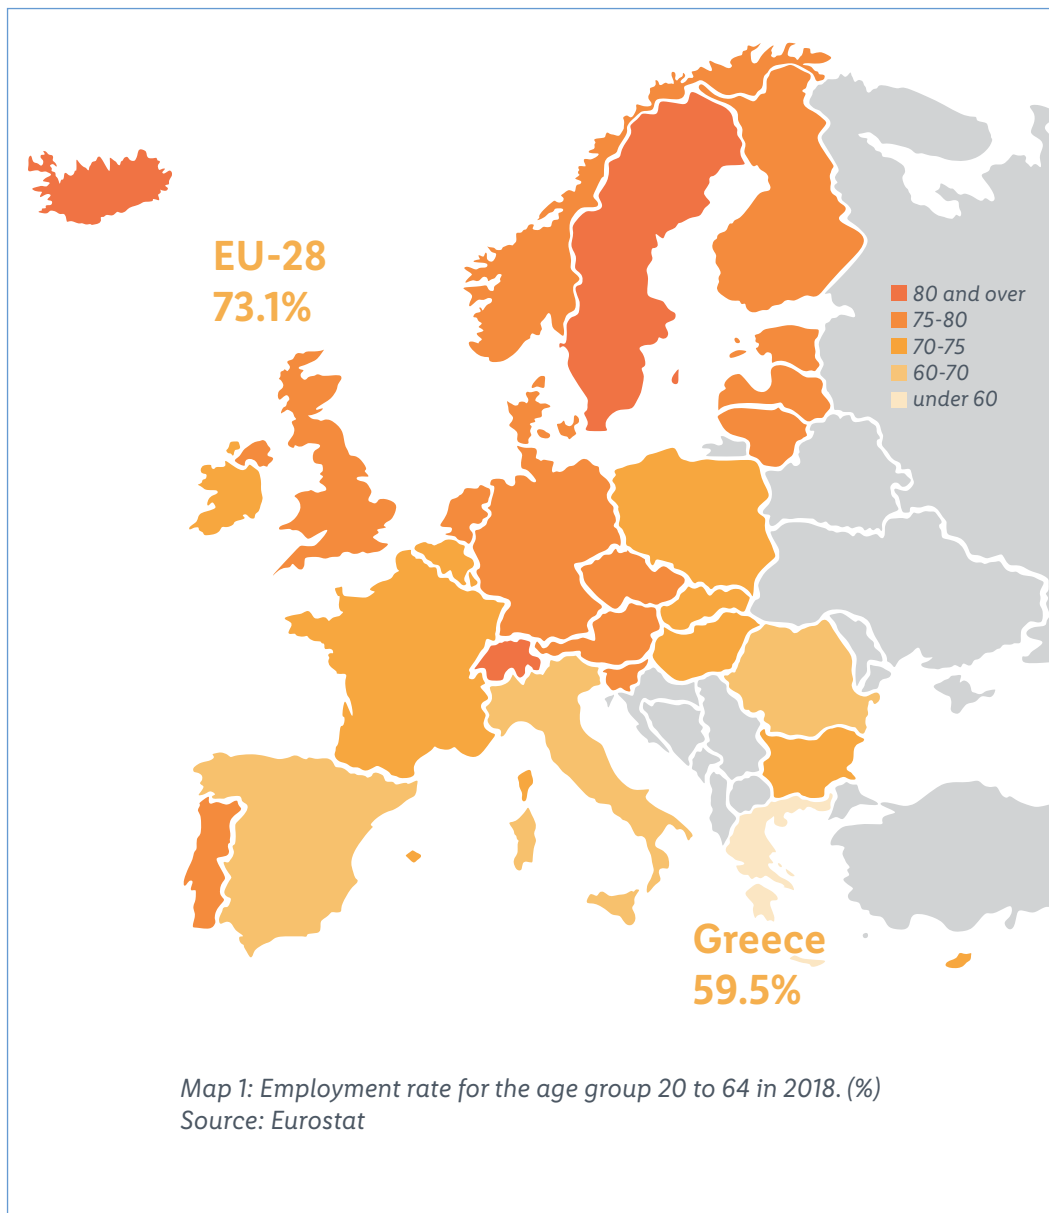 EU-28
73.1%
80 and over
75-80
70-75
60-70
under 60
Greece
59.5%
Map 1: Employment rate for the age group 20 to 64 in 2018. (%)
Source: Eurostat